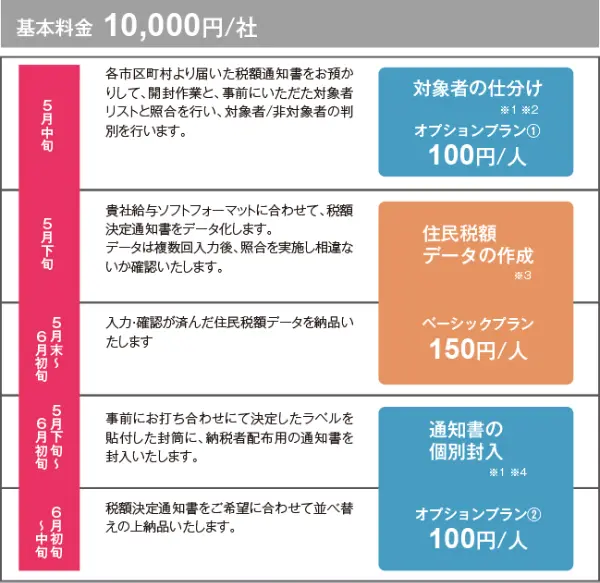 基本料金 10,000円/社
5月中旬
各市区町村より届いた税額通知書をお預か
りして、開封作業と、事前にいただた対象者
リストと照合を行い、対象者/非対象者の判
別を行います。
対象者の仕分け
※1 ※2
オプションプラン①
100円/人
5月下旬
貴社給与ソフトフォーマットに合わせて、税額
決定通知書をデータ化します。
データは複数回入力後、照合を実施し相違な
いか確認いたします。
住民税額
データの作成
※3
5月末〜
6月初旬
入力・確認が済んだ住民税額データを納品い
たします
ベーシックプラン
150円/人
5月下旬〜
6月初旬
事前にお打ち合わせにて決定したラベルを
貼付した封筒に、納税者配布用の通知書を
封入いたします。
通知書の
個別封入
※1 ※4
6月初旬
〜中旬
税額決定通知書をご希望に合わせて並べ替
えの上納品いたします。
オプションプラン②
100円/人